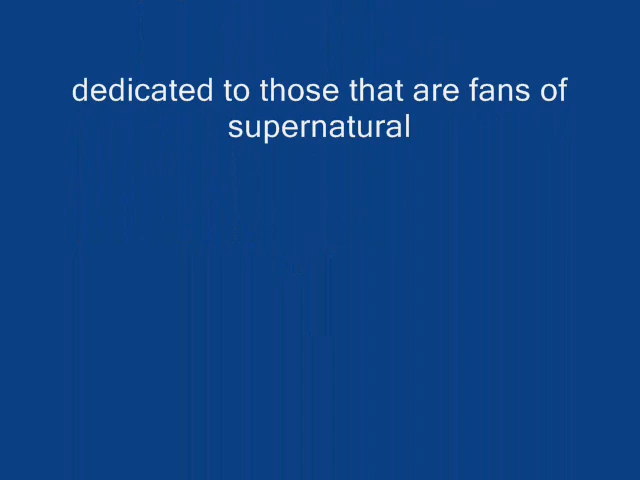 dedicated to those that are fans of
supernatural